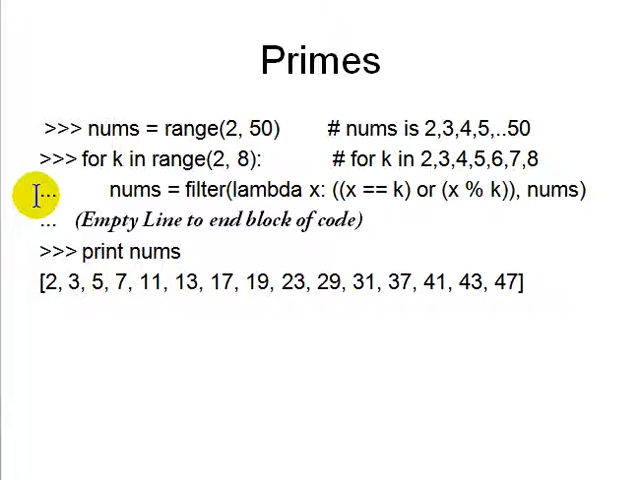 Primes
>>> nums = range(2, 50) # nums is 2,3,4,5,..50
>>> for k in range(2, 8): # for k in 2,3,4,5,6,7,8
... nums = filter(lambda x: ((x == k) or (x % k)), nums)
... (Empty Line to end block of code)
>>> print nums
[2, 3, 5, 7, 11, 13, 17, 19, 23, 29, 31, 37, 41, 43, 47]